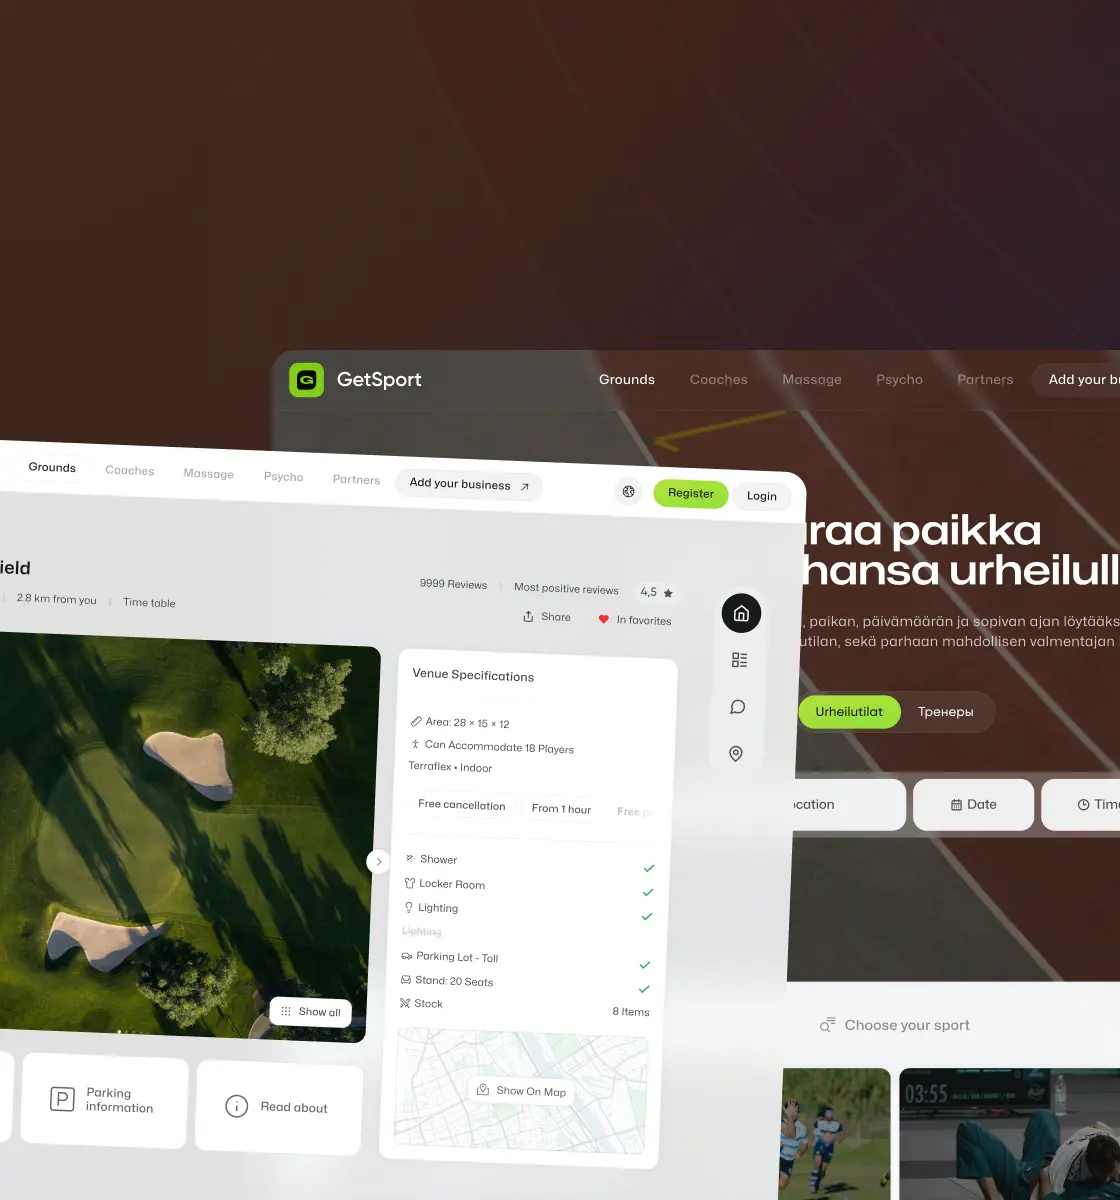 GetSport
Grounds
Coaches
Massage
Psycho
Partners
Add your bu
Grounds
Coaches
Massage
Psycho
Partners
Add your business
Register
Login
raa paikka
hansa urheilull
, paikan, päivämäärän ja sopivan ajan löytääks
utilan, sekä parhaan mahdollisen valmentajan
Urheilutilat
Тренеры
ocation
Date
Time
Choose your sport
03:55
ield
2.8 km from you
Time table
9999 Reviews
Most positive reviews
4,5
Share
In favorites
Show all
Parking
information
Read about
Venue Specifications
Area: 28 × 15 × 12
Can Accommodate 18 Players
Terraflex • Indoor
Free cancellation
From 1 hour
Free
Shower
Locker Room
Lighting
Lighting
Parking Lot - Toll
Stand: 20 Seats
Stock
8 Items
Show On Map